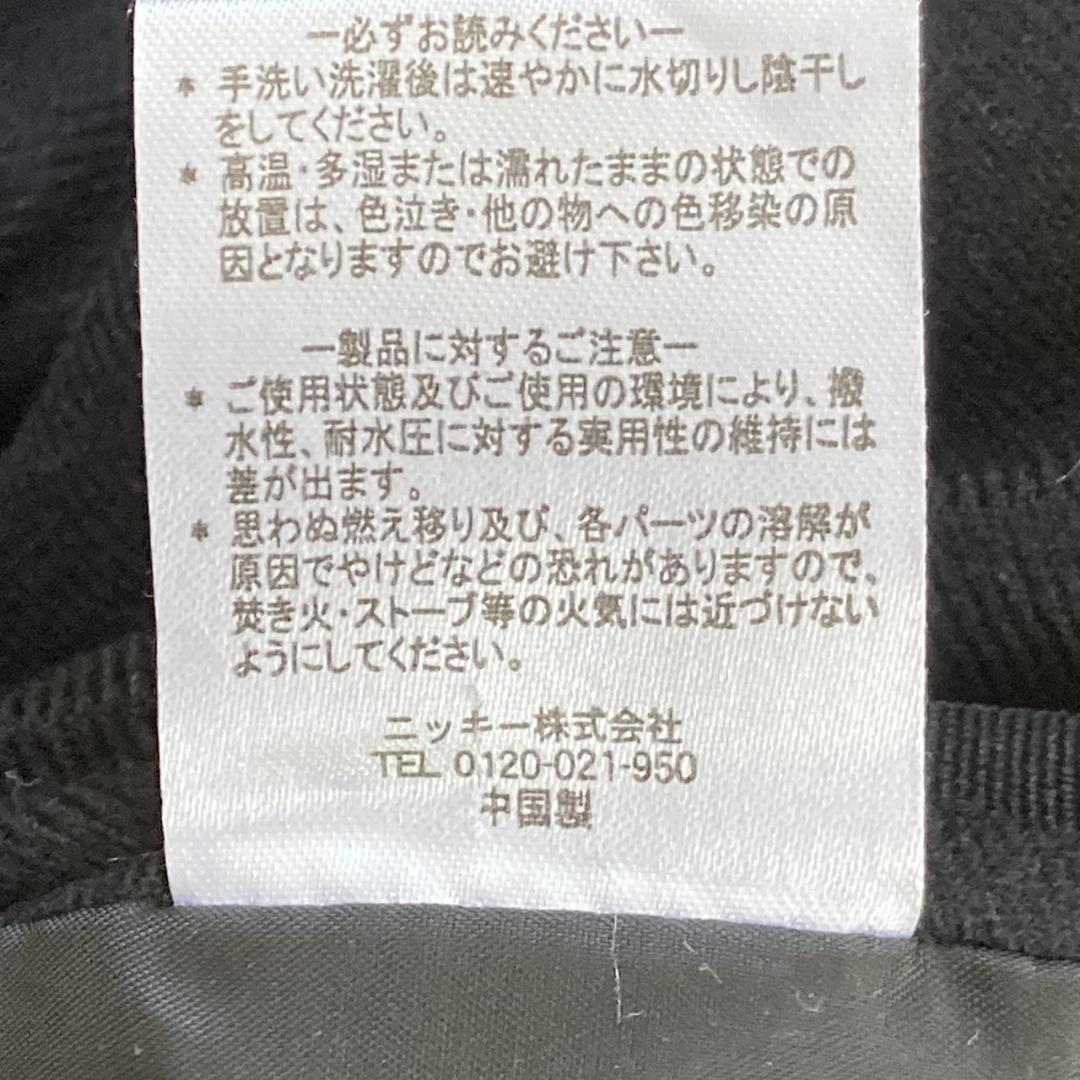 ー必ずお読みくださいー
* 手洗い洗濯後は速やかに水切りし陰干し
をしてください。
* 高温・多湿または濡れたままの状態での
放置は、色泣き・他の物への色移染の原
因となりますのでお避け下さい。
ー製品に対するご注意ー
* ご使用状態及びご使用の環境により、撥
水性、耐水圧に対する実用性の維持には
差が出ます。
* 思わぬ燃え移り及び、各パーツの溶解が
原因でやけどなどの恐れがありますので、
焚き火・ストーブ等の火気には近づけない
ようにしてください。
ニッキー株式会社
TEL 0120-021-950
中国製